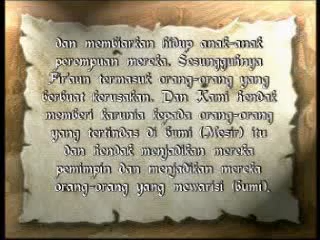 dan membiarkan hidup anak-anak
perempuan mereka. Sesungguhnya
Fir'aun termasuk orang-orang yang
berbuat kerusakan. Dan Kami hendak
memberi karunia kepada orang-orang
yang tertindas di bumi (Mesir) itu
dan hendak menjadikan mereka
pemimpin dan menjadikan mereka
orang-orang yang mewarisi (bumi).